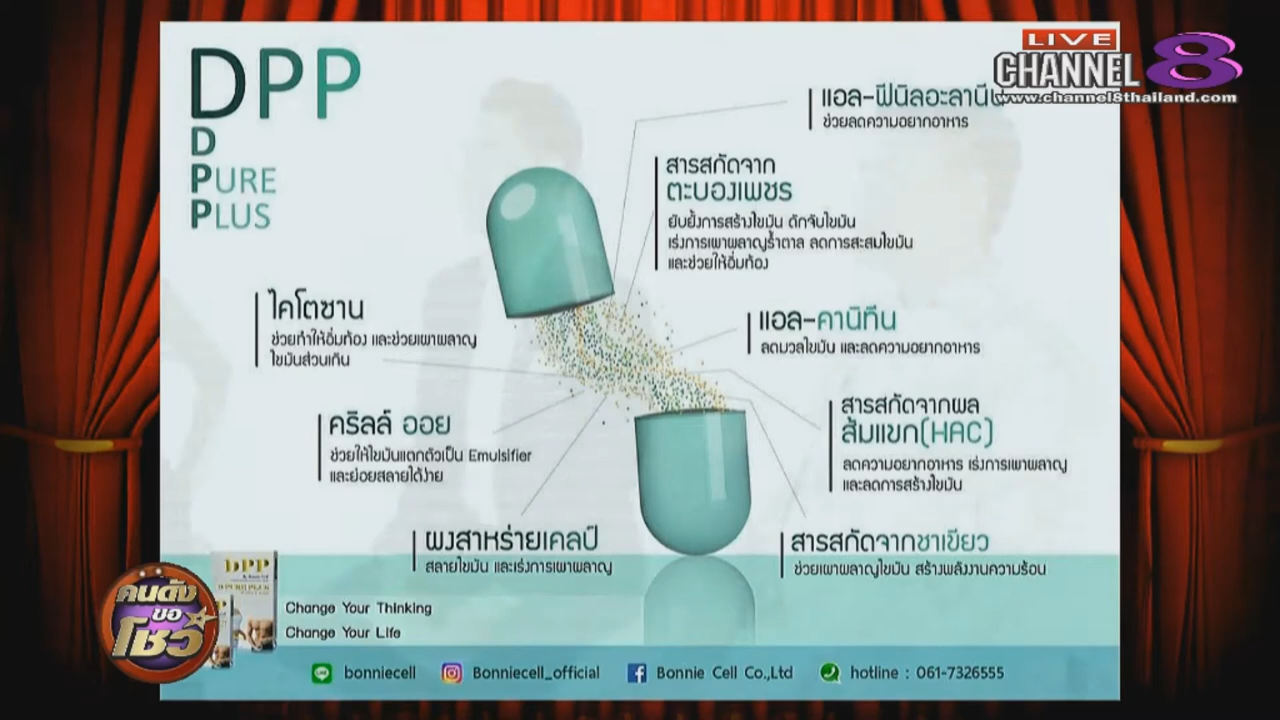 LIVE
CHANNEL 8
www.channel8thailand.com
DPP
D
PURE
PLUS
แอล-ฟีนิลอะลานี
ช่วยลดความอยากอาหาร
สารสกัดจาก
ตะบองเพชร
ยับยั้งการสร้างไขมัน ดักจับไขมัน
เร่งการเผาพลาญน้ำตาล ลดการสะสมไขมัน
และช่วยให้อิ่มท้อง
ไคโตซาน
ช่วยทำให้อิ่มท้อง และช่วยเผาพลาญ
ไขมันส่วนเกิน
แอล-คานิทีน
ลดมวลไขมัน และลดความอยากอาหาร
คริลล์ ออย
ช่วยให้ไขมันแตกตัวเป็น Emulsifier
และย่อยสลายได้ง่าย
สารสกัดจากผล
ส้มแขก(HAC)
ลดความอยากอาหาร เร่งการเผาพลาญ
และลดการสร้างไขมัน
ผงสาหร่ายเคลป์
สลายไขมัน และเร่งการเผาพลาญ
สารสกัดจากชาเขียว
ช่วยเผาพลาญไขมัน สร้างพลังงานความร้อน
DPP
คนดัง
ขอ
โชว์
Change Your Thinking
Change Your Life
bonniecell
Bonniecell_official
Bonnie Cell Co.,Ltd
hotline : 061-7326555